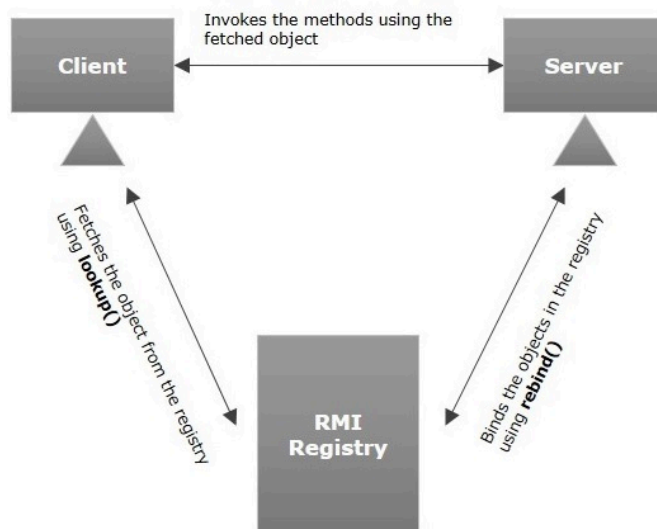 Invokes the methods using the
fetched object
Client
Server
Fetches the object from the registry
using lookup()
Binds the objects in the registry
using rebind()
RMI
Registry